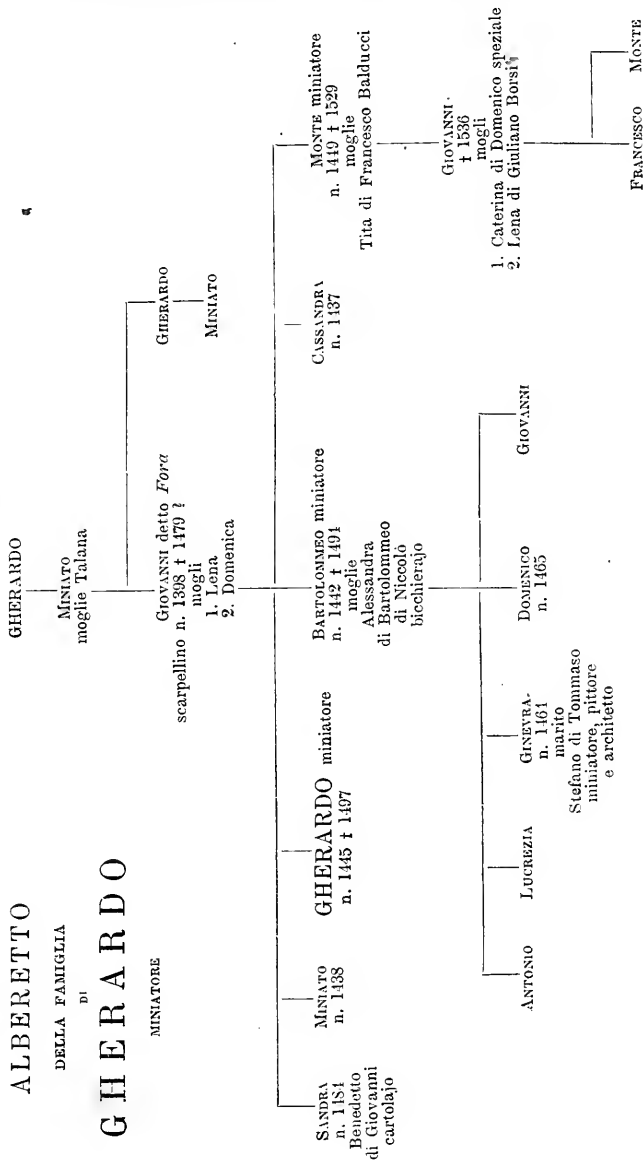 ALBERETTO
DELLA FAMIGLIA
DI
GHERARDO
MINIATORE
GHERARDO
MINIATO
moglie Talana
GIOVANNI detto Fora
scarpellino n. 1398 † 1479 ?
mogli
1. Lena
2. Domenica
GHERARDO
MINIATO
SANDRA
n. 1484
Benedetto
di Giovanni
cartolajo
MINIATO
n. 1438
GHERARDO miniatore
n. 1445 † 1497
BARTOLOMMEO miniatore
n. 1442 † 1494
moglie
Alessandra
di Bartolommeo
di Niccolò
bicchierajo
CASSANDRA
n. 1437
MONTE miniatore
n. 1449 † 1529
moglie
Tita di Francesco Balducci
ANTONIO
LUCREZIA
GINEVRA
n. 1464
marito
Stefano di Tommaso
miniatore, pittore
e architetto
DOMENICO
n. 1465
GIOVANNI
GIOVANNI
† 1536
mogli
1. Caterina di Domenico speziale
2. Lena di Giuliano Borsi
FRANCESCO
MONTE